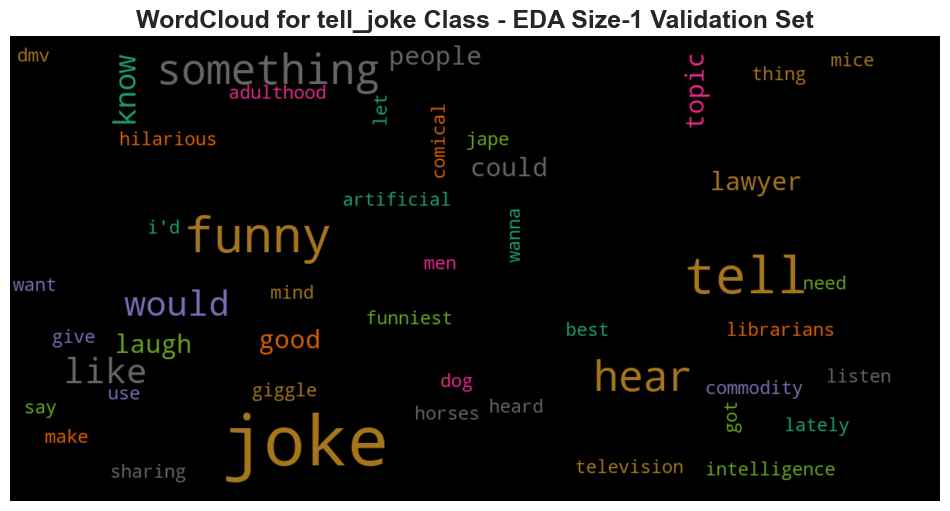 WordCloud for tell_joke Class - EDA Size-1 Validation Set
dmv
know
something
people
adulthood
let
topic
thing
mice
hilarious
comical
jape
could
lawyer
artificial
i'd
funny
wanna
men
tell
need
want
would
mind
funniest
best
librarians
give
laugh
good
like
hear
listen
use
giggle
dog
commodity
say
horses
heard
got
lately
make
joke
sharing
television
intelligence